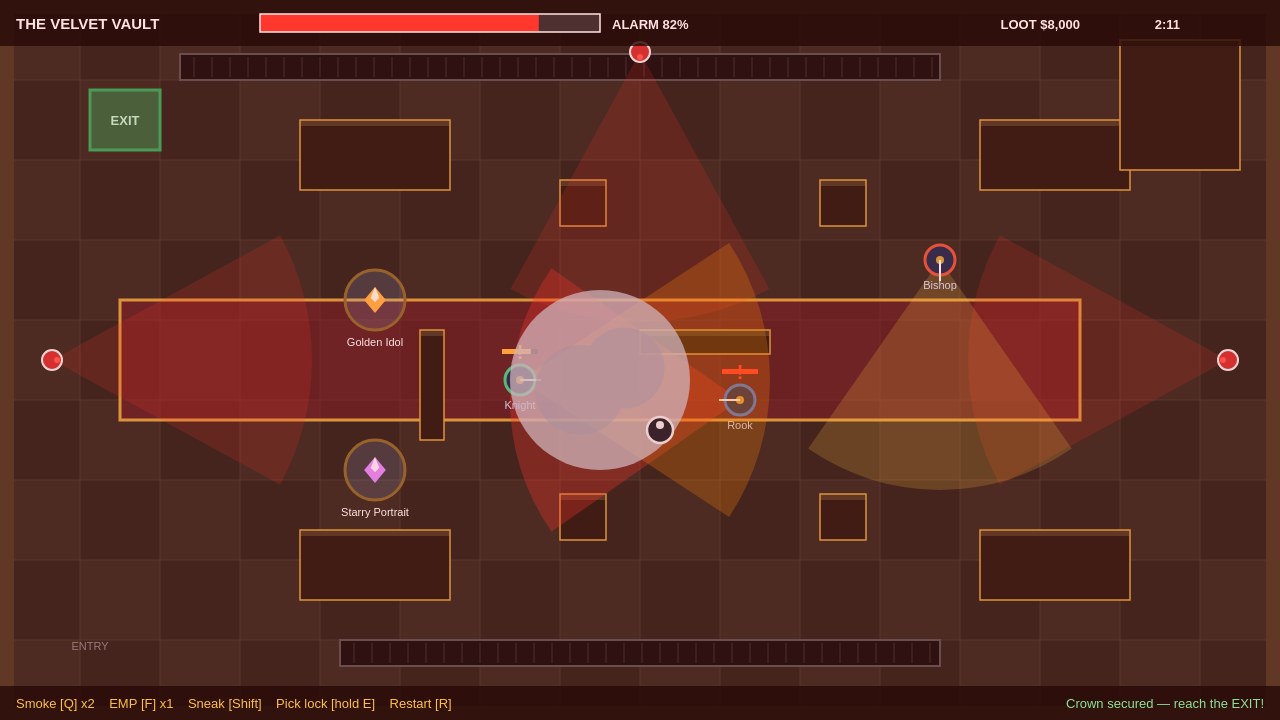 THE VELVET VAULT
ALARM 82%
LOOT $8,000
2:11
EXIT
Bishop
Golden Idol
Knight
Rook
Starry Portrait
ENTRY
Smoke [Q] x2 EMP [F] x1 Sneak [Shift] Pick lock [hold E] Restart [R]
Crown secured — reach the EXIT!